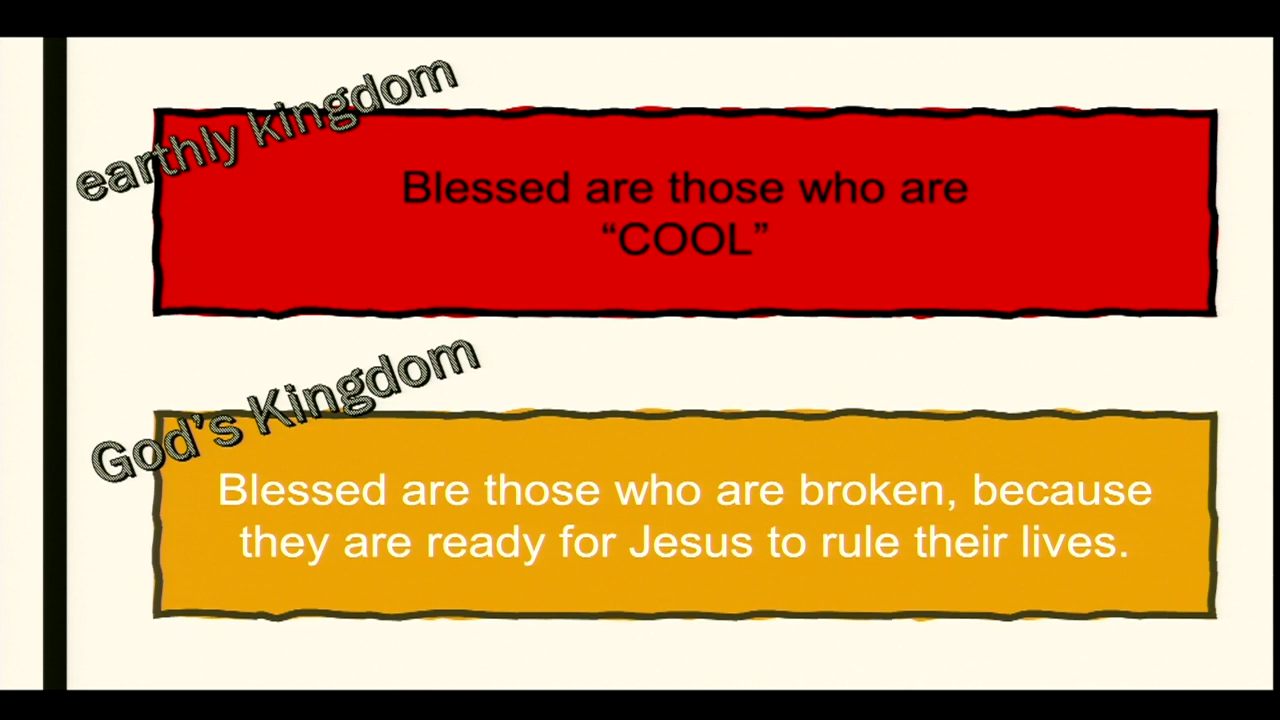 earthly kingdom
Blessed are those who are
“COOL”
God’s Kingdom
Blessed are those who are broken, because
they are ready for Jesus to rule their lives.